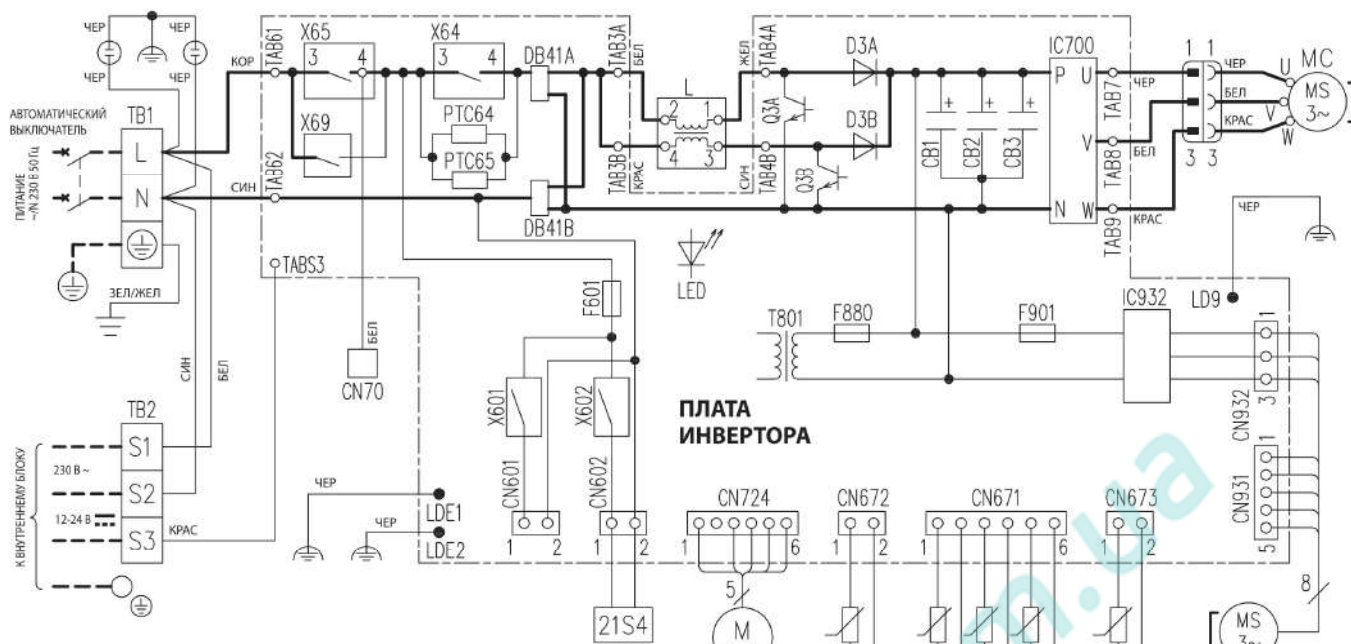 ЧЕР
ЧЕР
ЧЕР
ЧЕР
АВТОМАТИЧЕСКИЙ
ВЫКЛЮЧАТЕЛЬ
ПИТАНИЕ
~/N 230 В 50 Гц
TB1
L
N
ЗЕЛ/ЖЕЛ
КОР
СИН
TAB61
TAB62
TABS3
X65
3 4
X69
X64
3 4
PTC64
PTC65
DB41A
DB41B
TAB3A
БЕЛ
TAB3B
КРАС
L
2 1
4 3
ЖЕЛ
TAB4A
СИН
TAB4B
Q3A
Q3B
D3A
D3B
+ + +
CB1
CB2
CB3
IC700
P U
V
N W
TAB7
TAB8
TAB9
ЧЕР
БЕЛ
КРАС
1 1
3 3
ЧЕР
БЕЛ
КРАС
U
V
W
MC
MS
3~
ЧЕР
LD9
LED
F601
БЕЛ
CN70
X601
X602
T801
F880
F901
IC932
1
3
CN932
ПЛАТА
ИНВЕРТОРА
1
5
CN931
СИН
БЕЛ
TB2
S1
S2
S3
К ВНУТРЕННЕМУ БЛОКУ
230 В ~
12-24 В
КРАС
ЧЕР
LDE1
ЧЕР
LDE2
CN601
1 2
CN602
1 2
CN724
1 6
CN672
1 2
CN671
1 6
CN673
1 2
21S4
5
M
8
MS
3~
m.ua